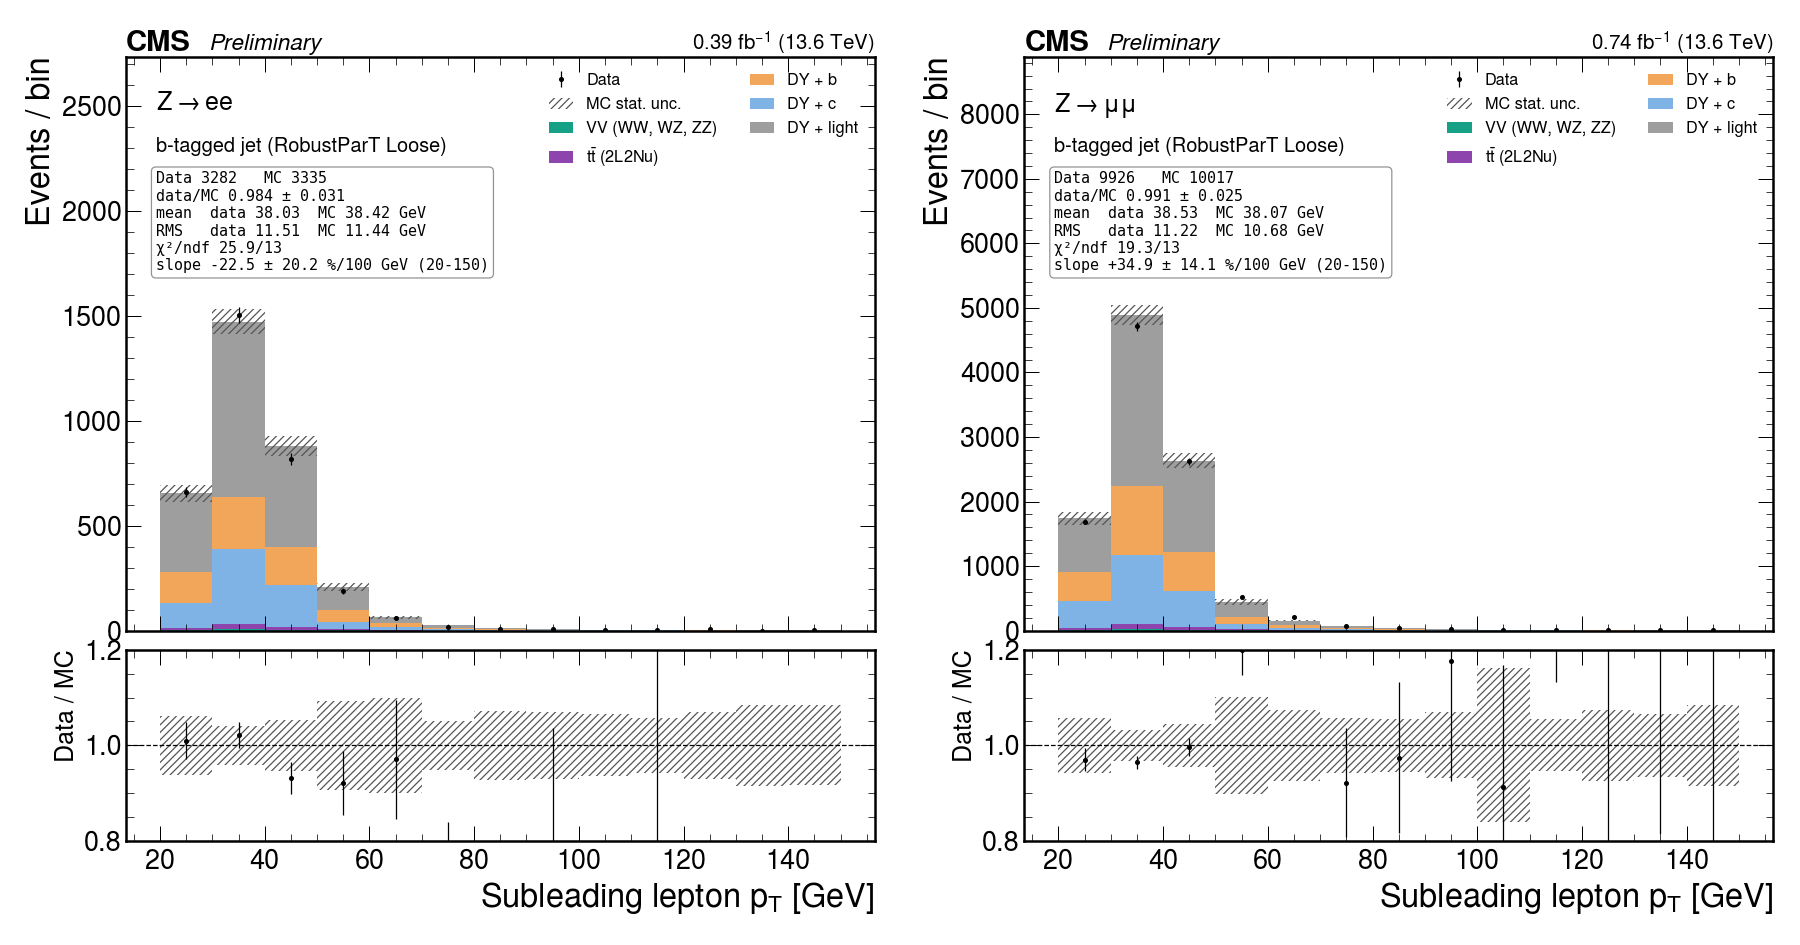 CMS Preliminary 0.39 fb⁻¹ (13.6 TeV)
Events / bin
Z → ee
b-tagged jet (RobustParT Loose)
Data 3282   MC 3335
data/MC 0.984 ± 0.031
mean  data 38.03  MC 38.42 GeV
RMS   data 11.51  MC 11.44 GeV
χ²/ndf 25.9/13
slope -22.5 ± 20.2 %/100 GeV (20-150)
Data
MC stat. unc.
VV (WW, WZ, ZZ)
tt̄ (2L2Nu)
DY + b
DY + c
DY + light
2500
2000
1500
1000
500
0
Data / MC
1.2
1.0
0.8
20 40 60 80 100 120 140
Subleading lepton p_T [GeV]
CMS Preliminary 0.74 fb⁻¹ (13.6 TeV)
Events / bin
Z → μμ
b-tagged jet (RobustParT Loose)
Data 9926   MC 10017
data/MC 0.991 ± 0.025
mean  data 38.53  MC 38.07 GeV
RMS   data 11.22  MC 10.68 GeV
χ²/ndf 19.3/13
slope +34.9 ± 14.1 %/100 GeV (20-150)
Data
MC stat. unc.
VV (WW, WZ, ZZ)
tt̄ (2L2Nu)
DY + b
DY + c
DY + light
8000
7000
6000
5000
4000
3000
2000
1000
0
Data / MC
1.2
1.0
0.8
20 40 60 80 100 120 140
Subleading lepton p_T [GeV]